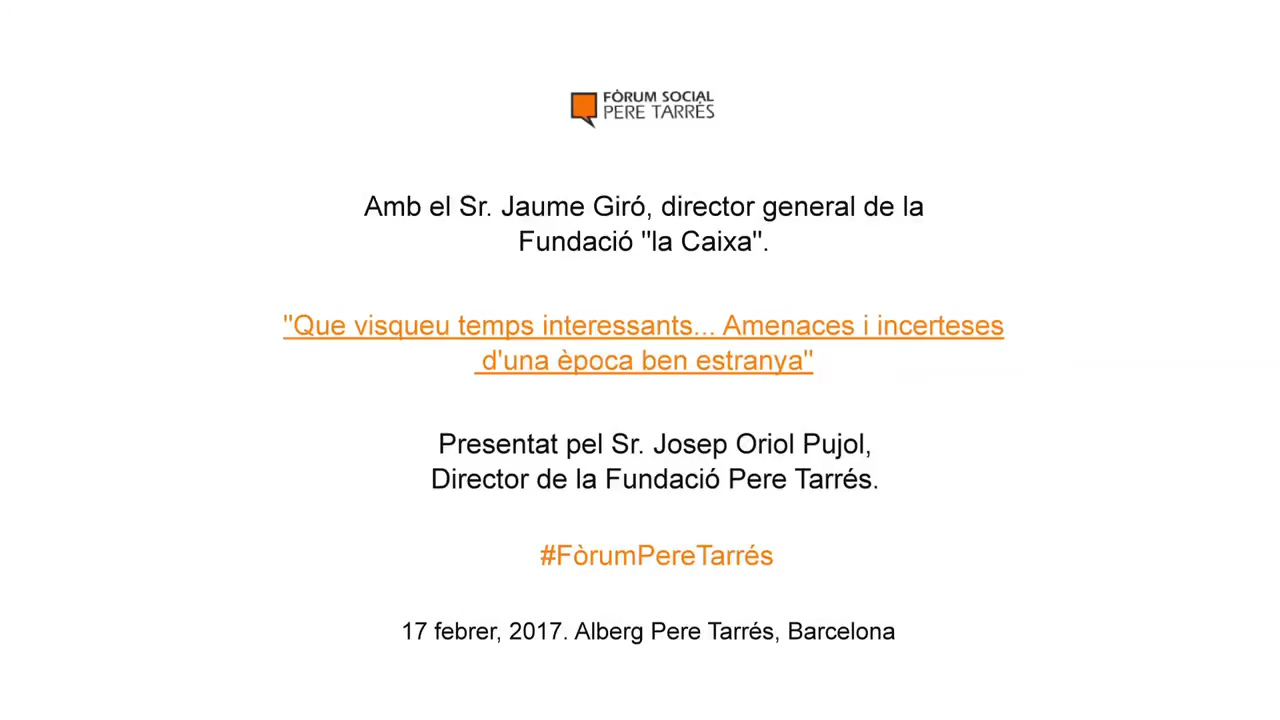 FÒRUM SOCIAL
PERE TARRÉS
Amb el Sr. Jaume Giró, director general de la
Fundació "la Caixa".
"Que visqueu temps interessants... Amenaces i incerteses
d'una època ben estranya"
Presentat pel Sr. Josep Oriol Pujol,
Director de la Fundació Pere Tarrés.
#FòrumPereTarrés
17 febrer, 2017. Alberg Pere Tarrés, Barcelona